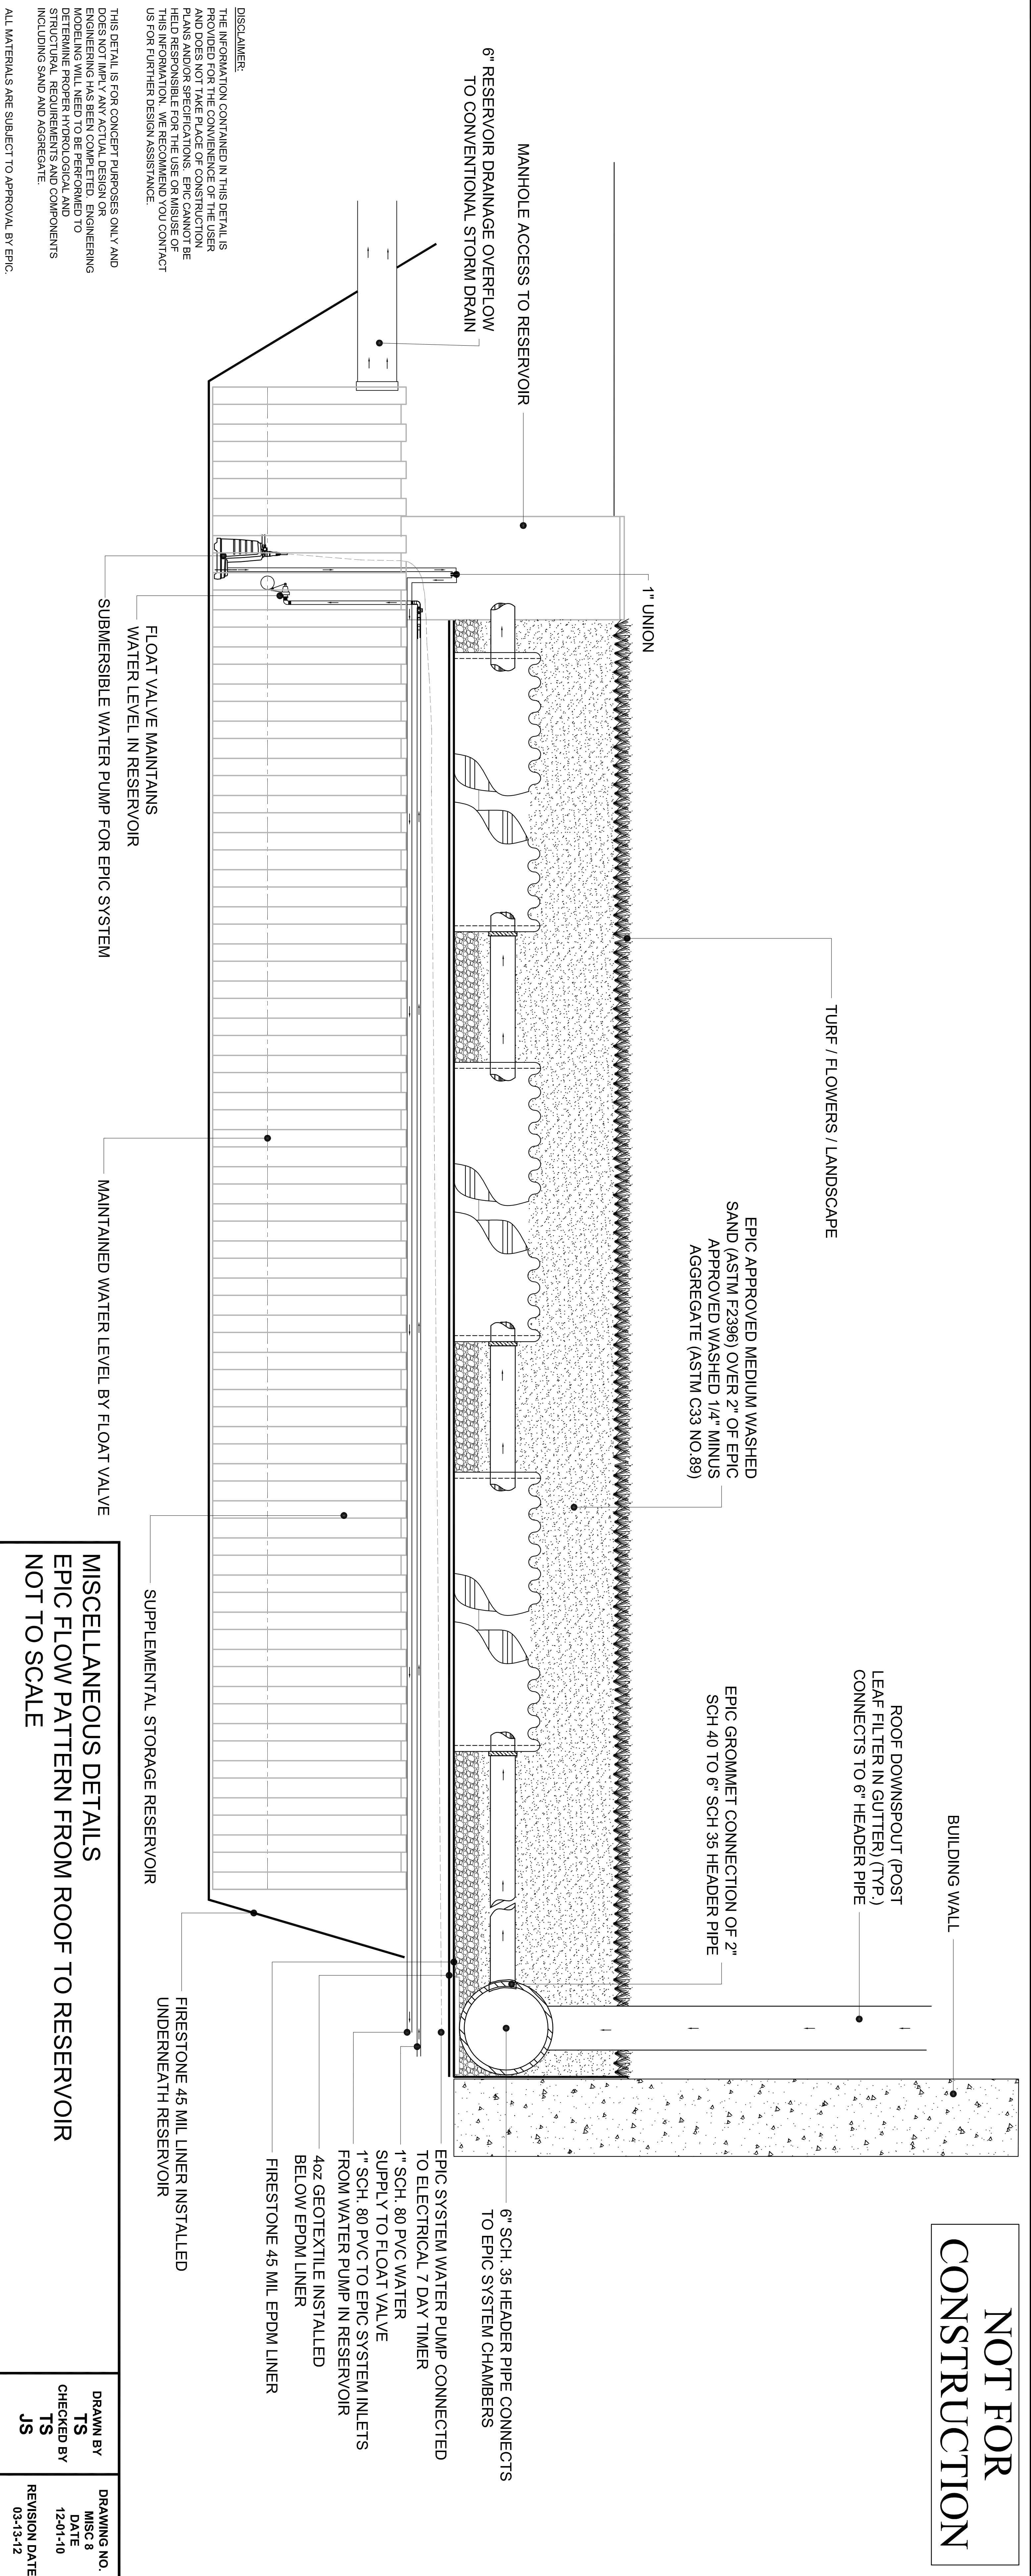 NOT FOR
CONSTRUCTION
BUILDING WALL
ROOF DOWNSPOUT (POST
LEAF FILTER IN GUTTER) (TYP.)
CONNECTS TO 6" HEADER PIPE
TURF / FLOWERS / LANDSCAPE
EPIC APPROVED MEDIUM WASHED
SAND (ASTM F2396) OVER 2" OF EPIC
APPROVED WASHED 1/4" MINUS
AGGREGATE (ASTM C33 NO.89)
EPIC GROMMET CONNECTION OF 2"
SCH 40 TO 6" SCH 35 HEADER PIPE
1" UNION
MANHOLE ACCESS TO RESERVOIR
6" RESERVOIR DRAINAGE OVERFLOW
TO CONVENTIONAL STORM DRAIN
6" SCH. 35 HEADER PIPE CONNECTS
TO EPIC SYSTEM CHAMBERS
EPIC SYSTEM WATER PUMP CONNECTED
TO ELECTRICAL 7 DAY TIMER
1" SCH. 80 PVC WATER
SUPPLY TO FLOAT VALVE
1" SCH. 80 PVC TO EPIC SYSTEM INLETS
FROM WATER PUMP IN RESERVOIR
4oz GEOTEXTILE INSTALLED
BELOW EPDM LINER
FIRESTONE 45 MIL EPDM LINER
FIRESTONE 45 MIL LINER INSTALLED
UNDERNEATH RESERVOIR
FLOAT VALVE MAINTAINS
WATER LEVEL IN RESERVOIR
SUBMERSIBLE WATER PUMP FOR EPIC SYSTEM
MAINTAINED WATER LEVEL BY FLOAT VALVE
SUPPLEMENTAL STORAGE RESERVOIR
DISCLAIMER:
THE INFORMATION CONTAINED IN THIS DETAIL IS
PROVIDED FOR THE CONVIENENCE OF THE USER
AND DOES NOT TAKE PLACE OF CONSTRUCTION
PLANS AND/OR SPECIFICATIONS. EPIC CANNOT BE
HELD RESPONSIBLE FOR THE USE OR MISUSE OF
THIS INFORMATION. WE RECOMMEND YOU CONTACT
US FOR FURTHER DESIGN ASSISTANCE.
THIS DETAIL IS FOR CONCEPT PURPOSES ONLY AND
DOES NOT IMPLY ANY ACTUAL DESIGN OR
ENGINEERING HAS BEEN COMPLETED. ENGINEERING
MODELING WILL NEED TO BE PERFORMED TO
DETERMINE PROPER HYDROLOGICAL AND
STRUCTURAL REQUIREMENTS AND COMPONENTS
INCLUDING SAND AND AGGREGATE.
ALL MATERIALS ARE SUBJECT TO APPROVAL BY EPIC.
MISCELLANEOUS DETAILS
EPIC FLOW PATTERN FROM ROOF TO RESERVOIR
NOT TO SCALE
DRAWN BY
TS
CHECKED BY
TS
JS
DRAWING NO.
MISC 8
DATE
12-01-10
REVISION DATE
03-13-12